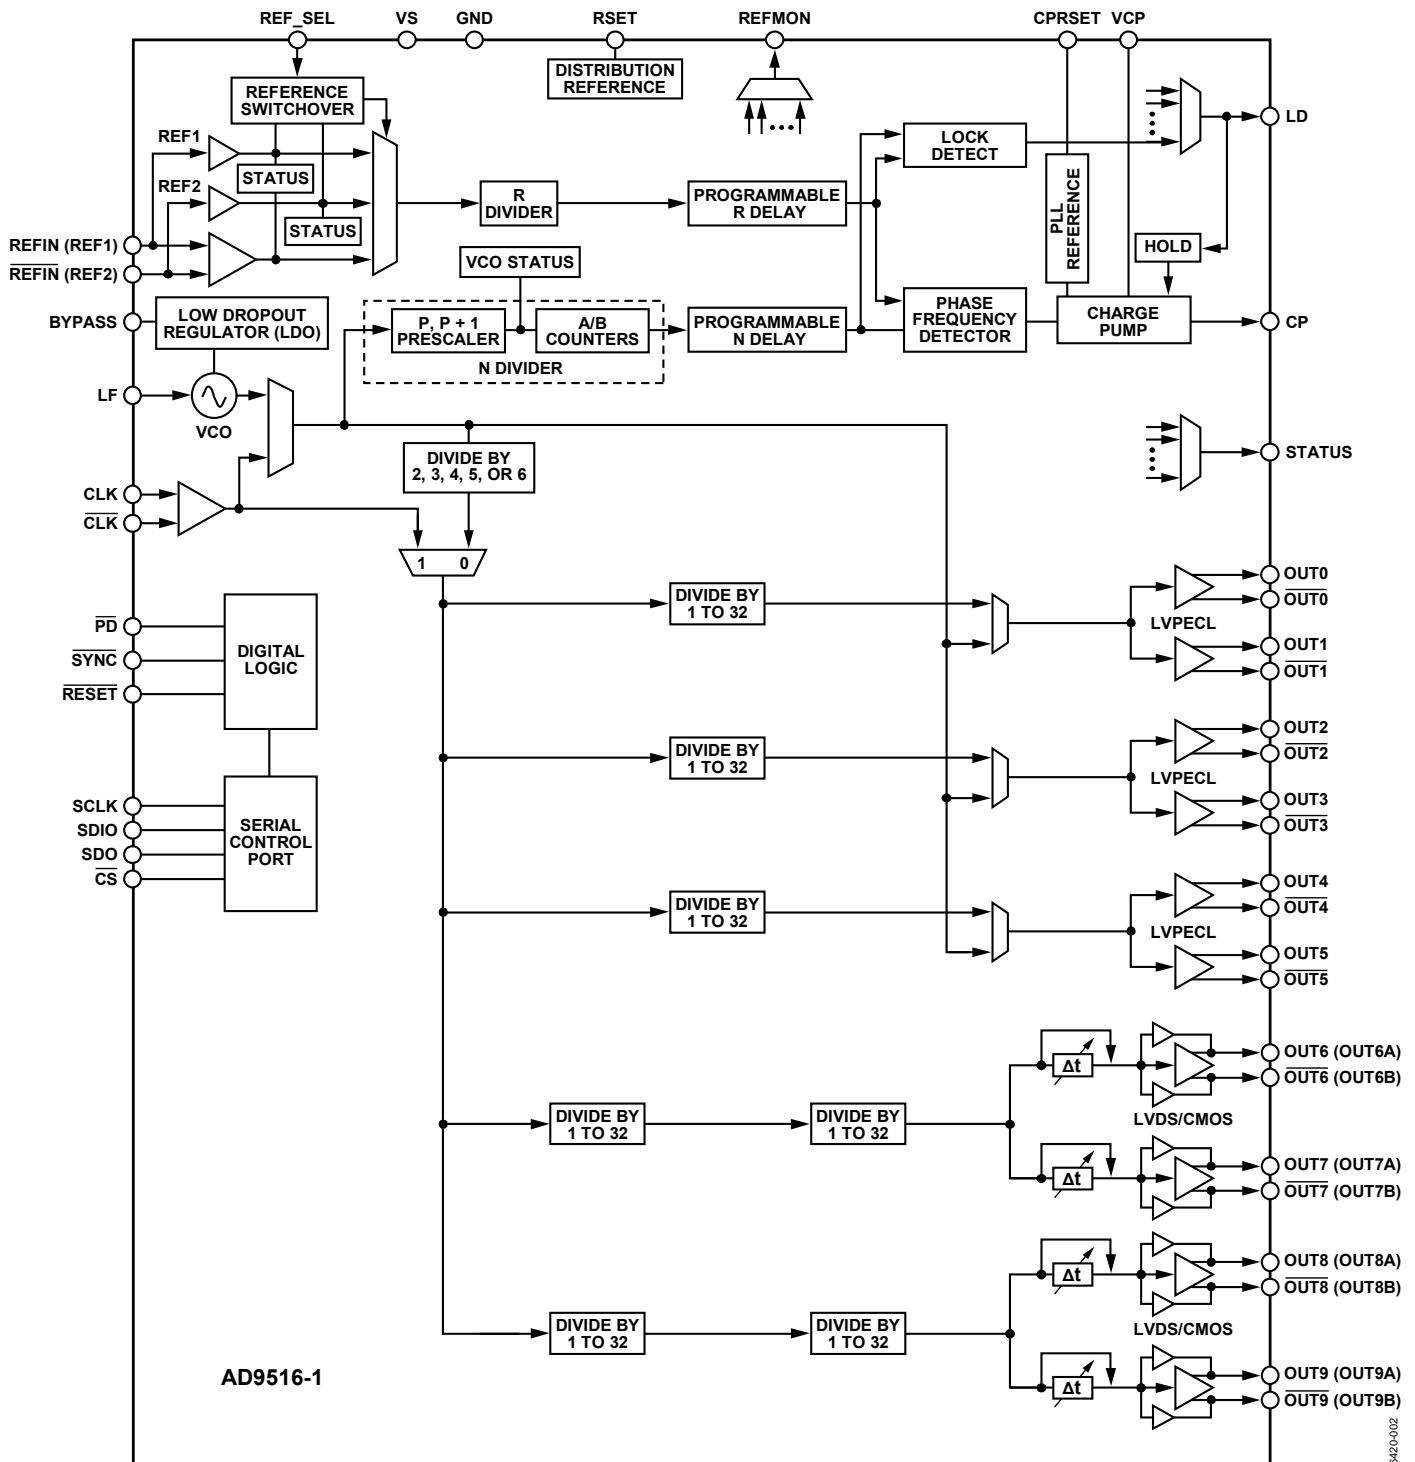 REF_SEL
VS
GND
RSET
REFMON
CPRSET
VCP
DISTRIBUTION
REFERENCE
REFERENCE
SWITCHOVER
REF1
STATUS
REF2
STATUS
REFIN (REF1)
REFIN (REF2)
R
DIVIDER
PROGRAMMABLE
R DELAY
LOCK
DETECT
LD
PLL
REFERENCE
HOLD
VCO STATUS
BYPASS
LOW DROPOUT
REGULATOR (LDO)
P, P + 1
PRESCALER
A/B
COUNTERS
N DIVIDER
PROGRAMMABLE
N DELAY
PHASE
FREQUENCY
DETECTOR
CHARGE
PUMP
CP
LF
VCO
STATUS
DIVIDE BY
2, 3, 4, 5, OR 6
CLK
CLK
1 0
DIVIDE BY
1 TO 32
LVPECL
OUT0
OUT0
OUT1
OUT1
PD
SYNC
RESET
DIGITAL
LOGIC
DIVIDE BY
1 TO 32
LVPECL
OUT2
OUT2
OUT3
OUT3
SCLK
SDIO
SDO
CS
SERIAL
CONTROL
PORT
DIVIDE BY
1 TO 32
LVPECL
OUT4
OUT4
OUT5
OUT5
DIVIDE BY
1 TO 32
DIVIDE BY
1 TO 32
Δt
OUT6 (OUT6A)
OUT6 (OUT6B)
LVDS/CMOS
Δt
OUT7 (OUT7A)
OUT7 (OUT7B)
DIVIDE BY
1 TO 32
DIVIDE BY
1 TO 32
Δt
OUT8 (OUT8A)
OUT8 (OUT8B)
LVDS/CMOS
Δt
OUT9 (OUT9A)
OUT9 (OUT9B)
AD9516-1